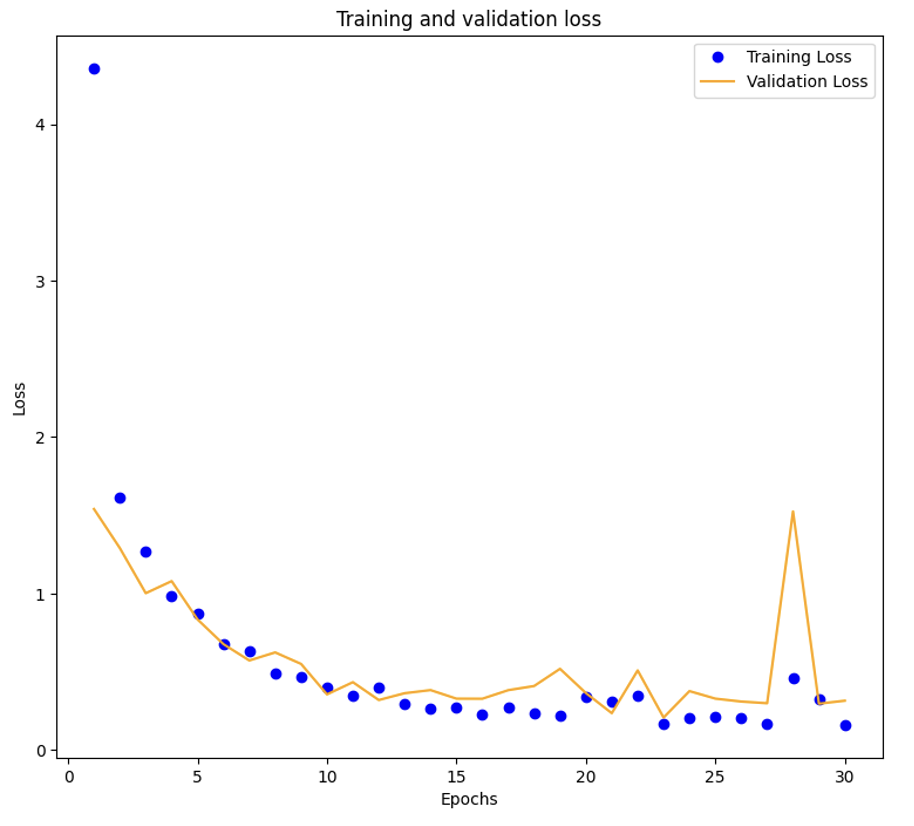 Training and validation loss
Training Loss
Validation Loss
4
3
2
1
0
Loss
0 5 10 15 20 25 30
Epochs